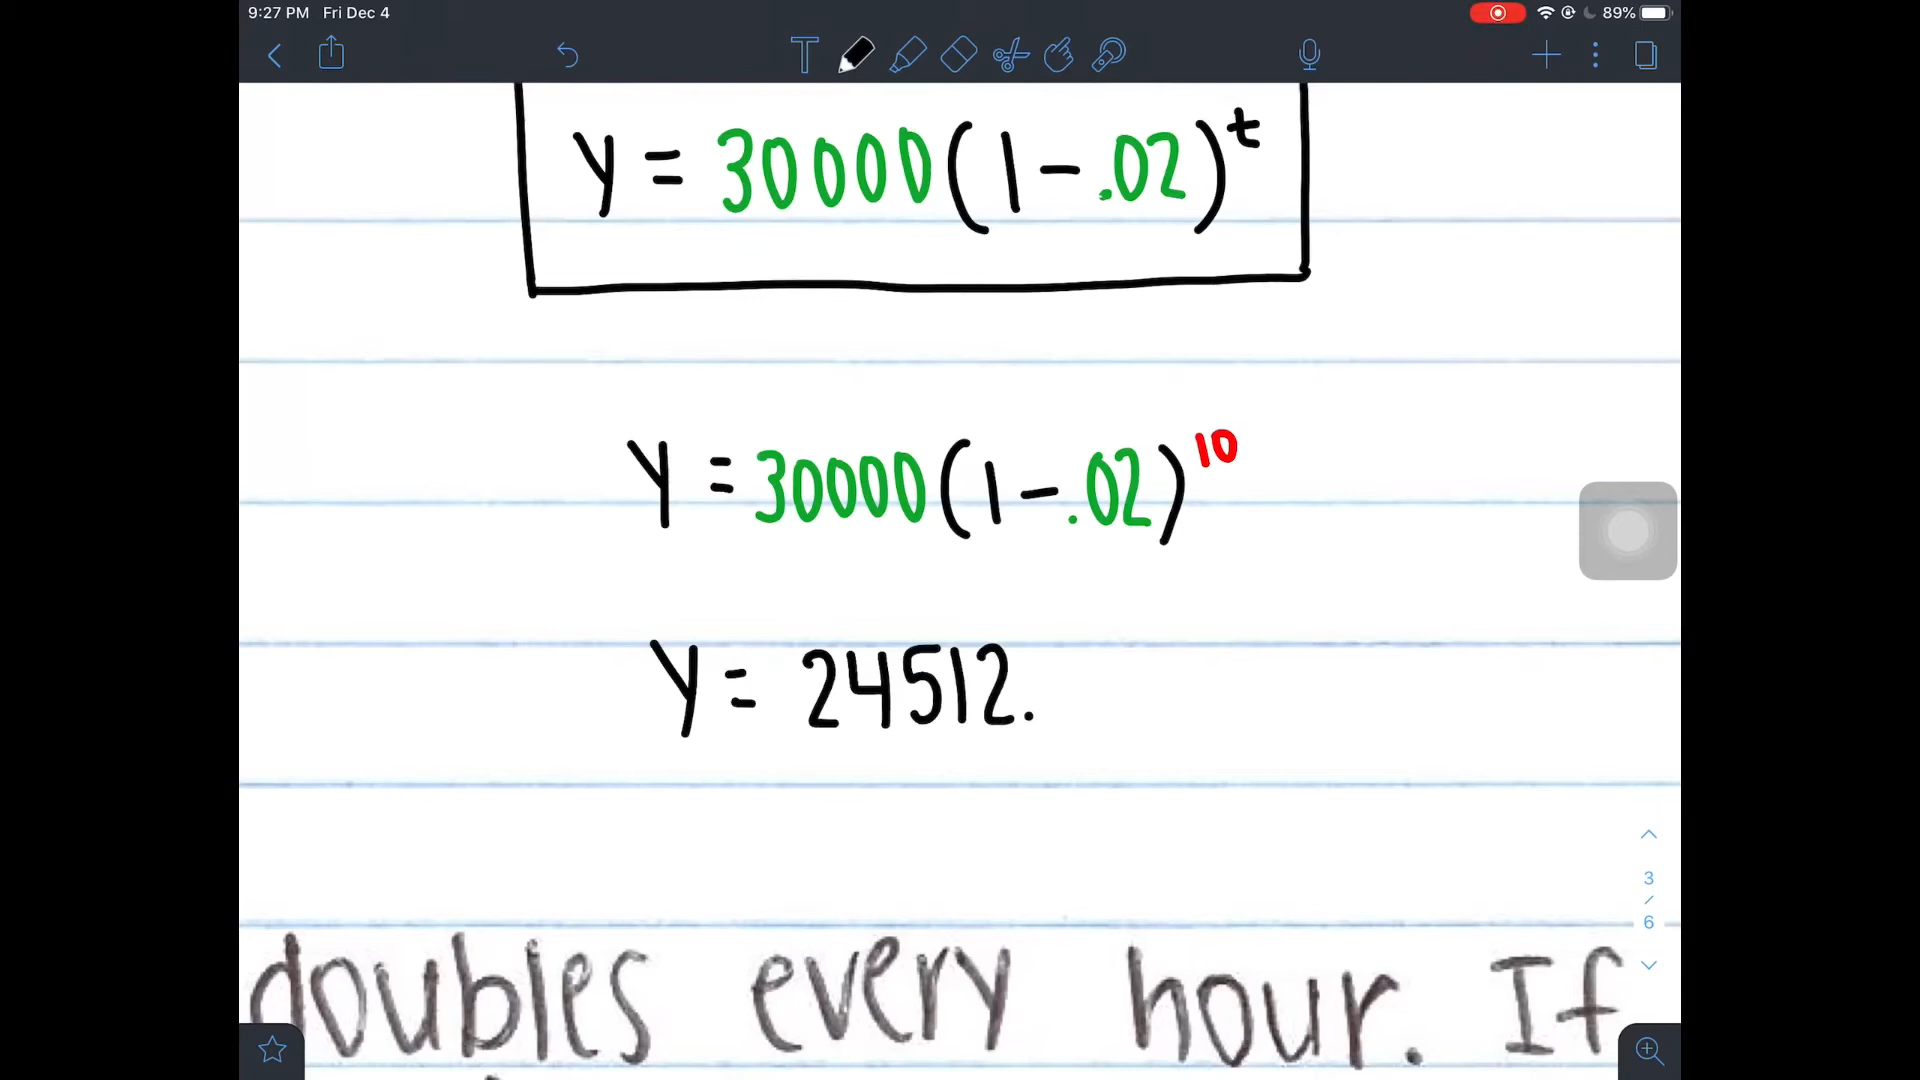 9:27 PM Fri Dec 4
89%
T
y = 30000(1 - .02)^t
y = 30000(1 - .02)^10
y = 24512.
3
/
6
doubles every hour. If